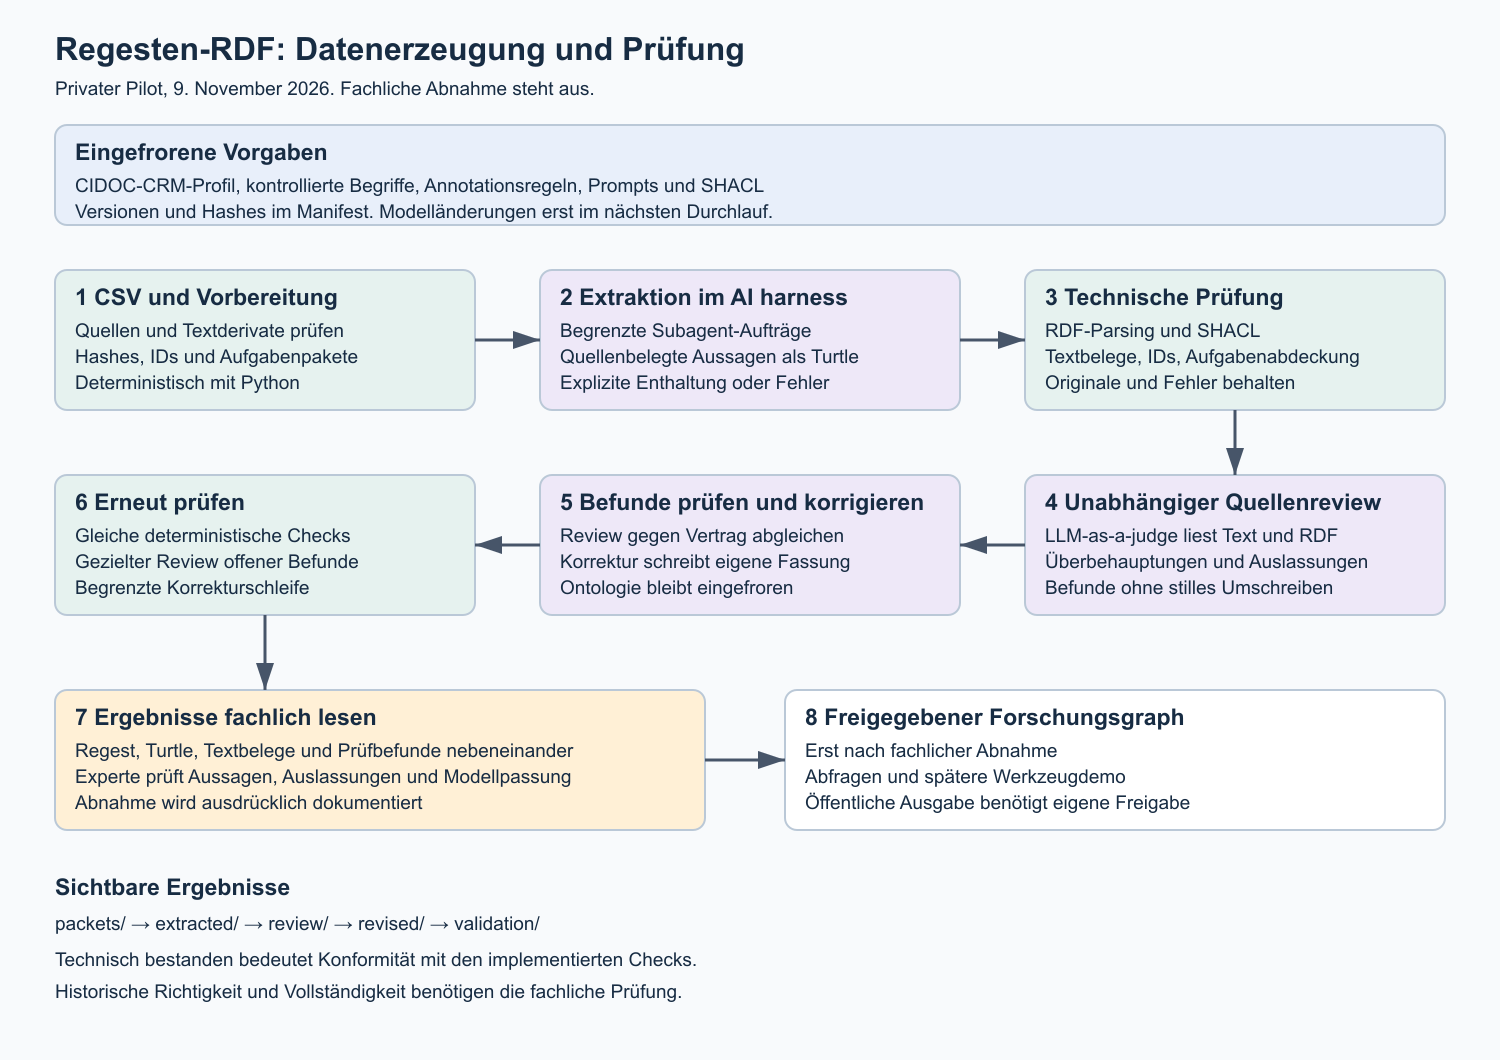 Regesten-RDF: Datenerzeugung und Prüfung
Privater Pilot, 9. November 2026. Fachliche Abnahme steht aus.
Eingefrorene Vorgaben
CIDOC-CRM-Profil, kontrollierte Begriffe, Annotationsregeln, Prompts und SHACL
Versionen und Hashes im Manifest. Modelländerungen erst im nächsten Durchlauf.
1 CSV und Vorbereitung
Quellen und Textderivate prüfen
Hashes, IDs und Aufgabenpakete
Deterministisch mit Python
2 Extraktion im AI harness
Begrenzte Subagent-Aufträge
Quellenbelegte Aussagen als Turtle
Explizite Enthaltung oder Fehler
3 Technische Prüfung
RDF-Parsing und SHACL
Textbelege, IDs, Aufgabenabdeckung
Originale und Fehler behalten
4 Unabhängiger Quellenreview
LLM-as-a-judge liest Text und RDF
Überbehauptungen und Auslassungen
Befunde ohne stilles Umschreiben
5 Befunde prüfen und korrigieren
Review gegen Vertrag abgleichen
Korrektur schreibt eigene Fassung
Ontologie bleibt eingefroren
6 Erneut prüfen
Gleiche deterministische Checks
Gezielter Review offener Befunde
Begrenzte Korrekturschleife
7 Ergebnisse fachlich lesen
Regest, Turtle, Textbelege und Prüfbefunde nebeneinander
Experte prüft Aussagen, Auslassungen und Modellpassung
Abnahme wird ausdrücklich dokumentiert
8 Freigegebener Forschungsgraph
Erst nach fachlicher Abnahme
Abfragen und spätere Werkzeugdemo
Öffentliche Ausgabe benötigt eigene Freigabe
Sichtbare Ergebnisse
packets/ → extracted/ → review/ → revised/ → validation/
Technisch bestanden bedeutet Konformität mit den implementierten Checks.
Historische Richtigkeit und Vollständigkeit benötigen die fachliche Prüfung.